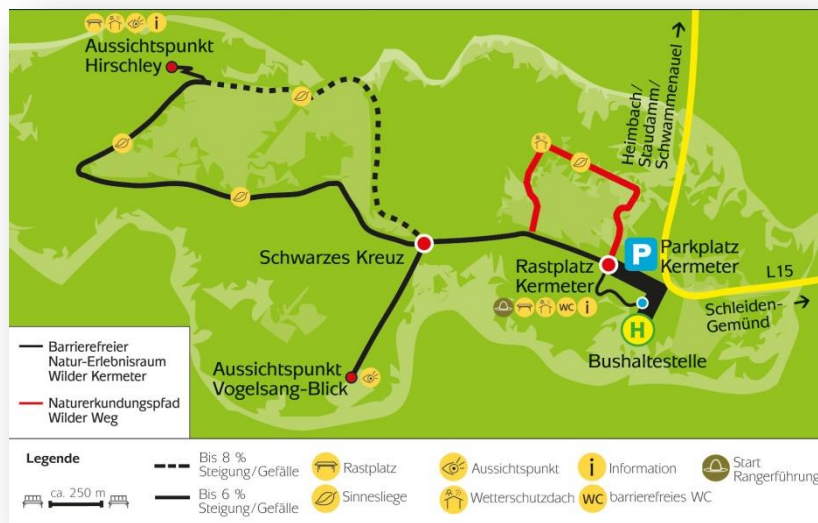 Aussichtspunkt
Hirschley
Heimbach/
Staudamm/
Schwammenauel
Schwarzes Kreuz
Rastplatz
Kermeter
P
Parkplatz
Kermeter
L15
Schleiden-
Gemünd
WC
i
i
H
Bushaltestelle
Aussichtspunkt
Vogelsang-Blick
Barrierefreier
Natur-Erlebnisraum
Wilder Kermeter
Naturerkundungspfad
Wilder Weg
Legende
ca. 250 m
Bis 8 %
Steigung/Gefälle
Bis 6 %
Steigung/Gefälle
Rastplatz
Sinnesliege
Aussichtspunkt
Wetterschutzdach
i
Information
WC
barrierefreies WC
Start
Rangerführung